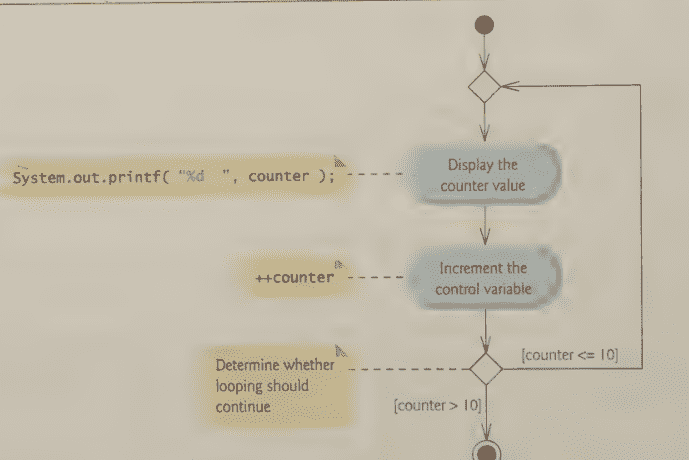 Display the
counter value
System.out.printf( "%d  ", counter );
Increment the
control variable
++counter
Determine whether
looping should
continue
[counter <= 10]
[counter > 10]